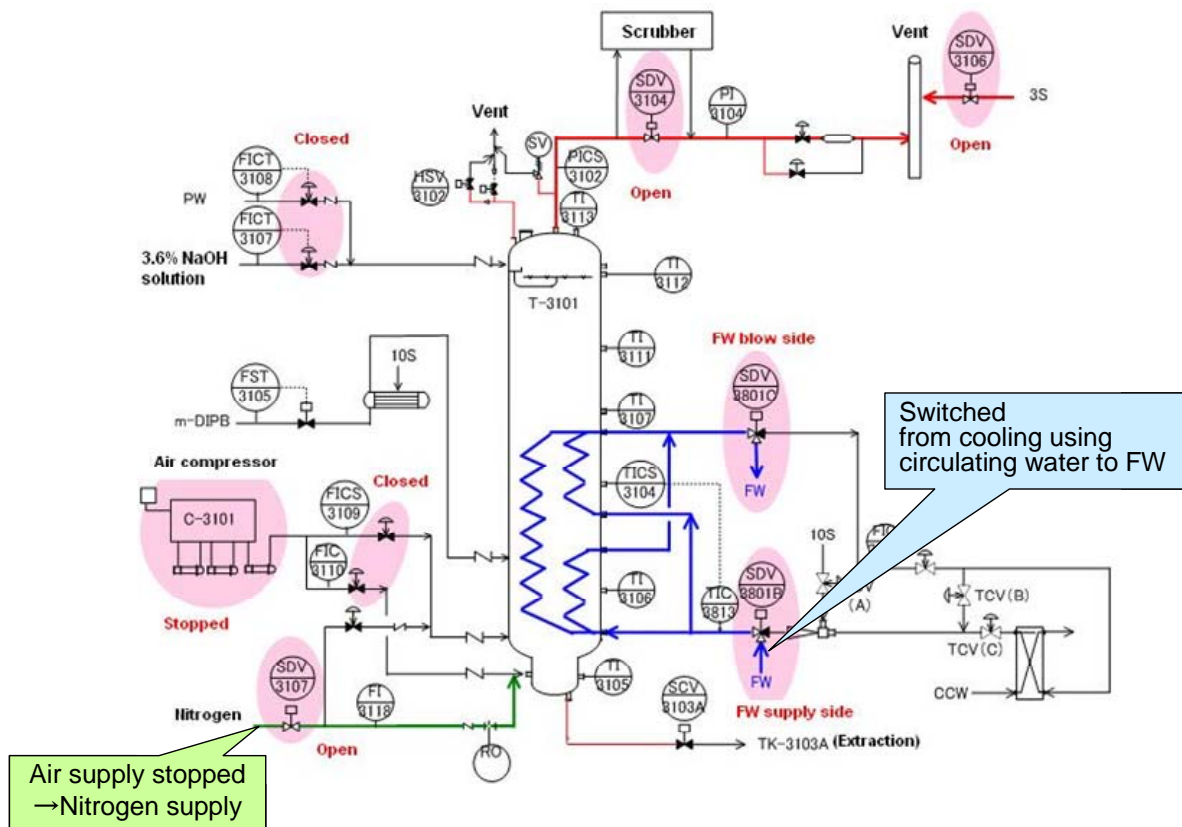 Scrubber
Vent
SDV
3106
3S
Open
SDV
3104
PI
3104
Open
Vent
SV
PICS
3102
HSV
3102
TI
3113
Closed
FICT
3108
PW
FICT
3107
3.6% NaOH
solution
TI
3112
T-3101
TI
3111
FW blow side
SDV
3801C
FW
10S
FST
3105
m-DIPB
TI
3107
Switched
from cooling using
circulating water to FW
Air compressor
C-3101
Stopped
Closed
FICS
3109
FIC
3110
TICS
3104
TI
3106
TIC
3813
SDV
3801B
FW
FW supply side
10S
(A)
TCV(B)
TCV(C)
CCW
SDV
3107
Nitrogen
FI
3118
Open
RO
TI
3105
SCV
3103A
TK-3103A (Extraction)
Air supply stopped
→Nitrogen supply